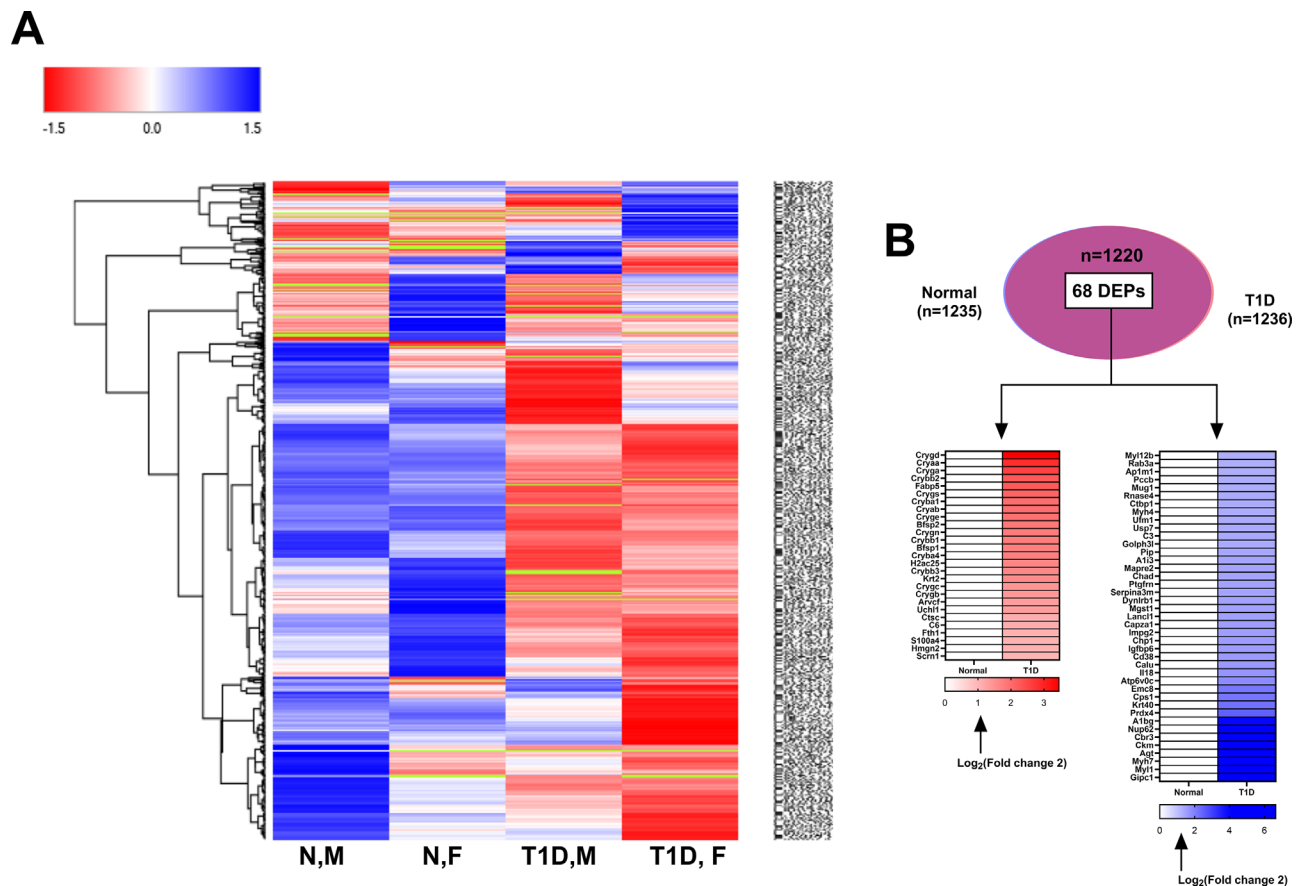 A
-1.5 0.0 1.5
N,M N,F T1D,M T1D, F
B
n=1220
68 DEPs
Normal
(n=1235)
T1D
(n=1236)
Crygd
Cryaa
Cryga
Crybb2
Fabp5
Crygs
Cryba1
Cryab
Cryge
Bfsp2
Crygn
Crybb1
Bfsp1
Cryba4
H2ac25
Crybb3
Krt2
Crygc
Crygb
Arvcf
Uchl1
Ctsc
C6
Fth1
S100a4
Hmgn2
Scrn1
Normal T1D
0 1 2 3
Log2(Fold change 2)
Myl12b
Rab3a
Ap1m1
Pccb
Mug1
Rnase4
Ctbp1
Myh4
Ufm1
Usp7
C3
Golph3l
Pip
A1i3
Mapre2
Chad
Ptgfrn
Serpina3m
Dynlrb1
Mgst1
Lancl1
Capza1
Impg2
Chp1
Igfbp6
Cd38
Calu
Il18
Atp6v0c
Emc8
Cps1
Krt40
Prdx4
A1bg
Nup62
Cbr3
Ckm
Aqt
Myh7
Myl1
Gipc1
Normal T1D
0 2 4 6
Log2(Fold change 2)